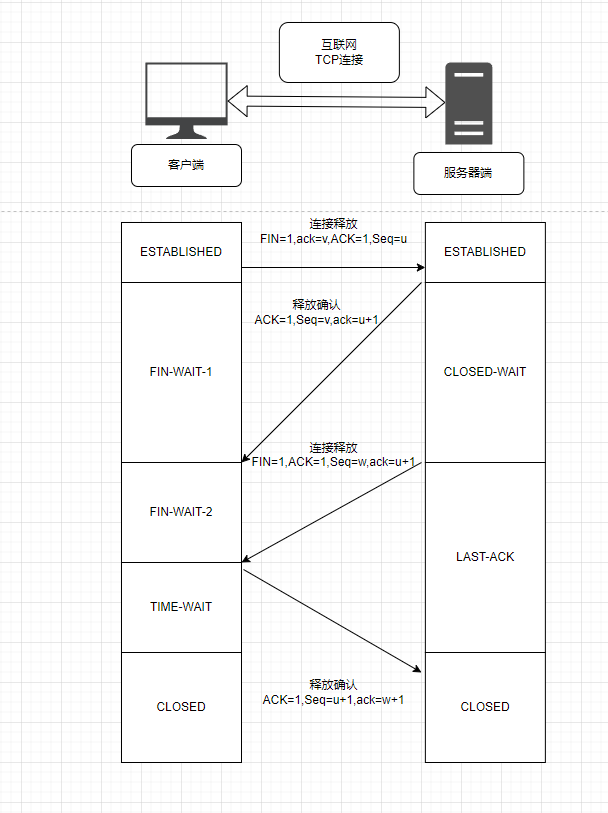 互联网
TCP连接
客户端
服务器端
连接释放
FIN=1,ack=v,ACK=1,Seq=u
ESTABLISHED
ESTABLISHED
释放确认
ACK=1,Seq=v,ack=u+1
FIN-WAIT-1
CLOSED-WAIT
连接释放
FIN=1,ACK=1,Seq=w,ack=u+1
FIN-WAIT-2
LAST-ACK
TIME-WAIT
释放确认
ACK=1,Seq=u+1,ack=w+1
CLOSED
CLOSED